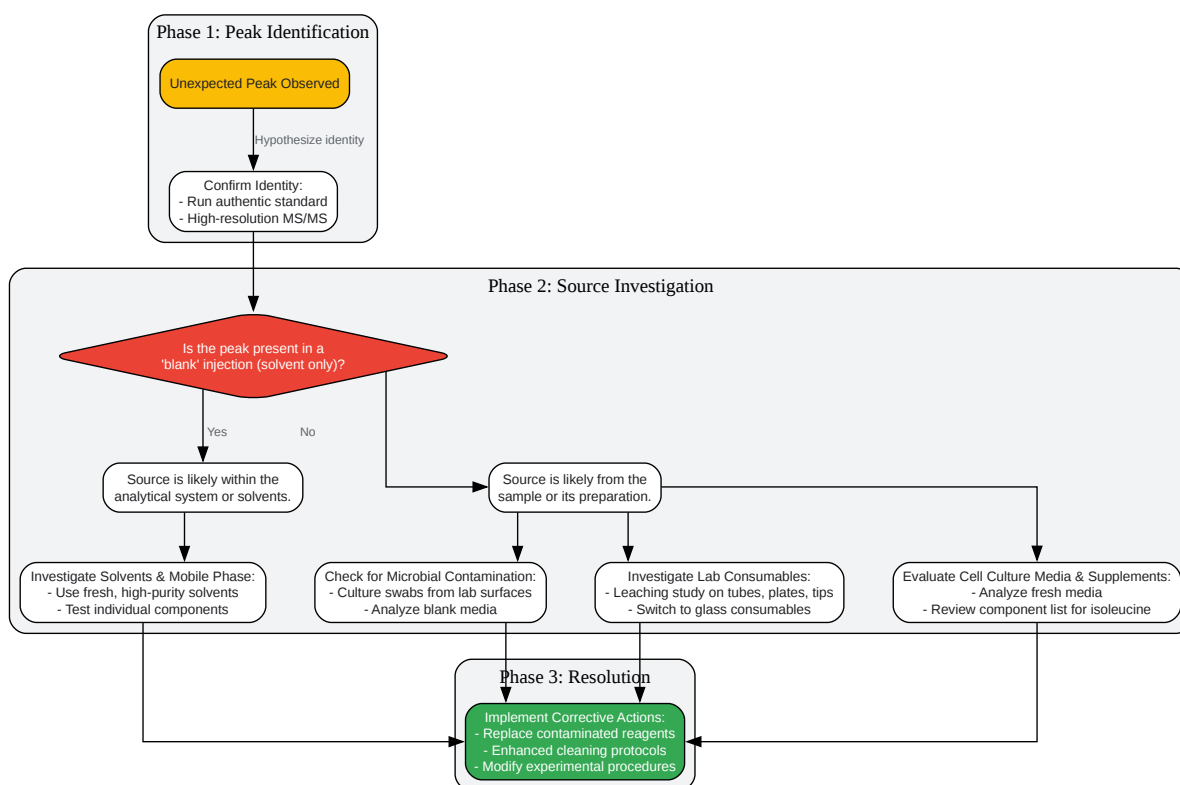 Phase 1: Peak Identification
Unexpected Peak Observed
Hypothesize identity
Confirm Identity:
- Run authentic standard
- High-resolution MS/MS
Phase 2: Source Investigation
Is the peak present in a
'blank' injection (solvent only)?
Yes
No
Source is likely within the
analytical system or solvents.
Source is likely from the
sample or its preparation.
Investigate Solvents & Mobile Phase:
- Use fresh, high-purity solvents
- Test individual components
Check for Microbial Contamination:
- Culture swabs from lab surfaces
- Analyze blank media
Investigate Lab Consumables:
- Leaching study on tubes, plates, tips
- Switch to glass consumables
Evaluate Cell Culture Media & Supplements:
- Analyze fresh media
- Review component list for isoleucine
Phase 3: Resolution
Implement Corrective Actions:
- Replace contaminated reagents
- Enhanced cleaning protocols
- Modify experimental procedures